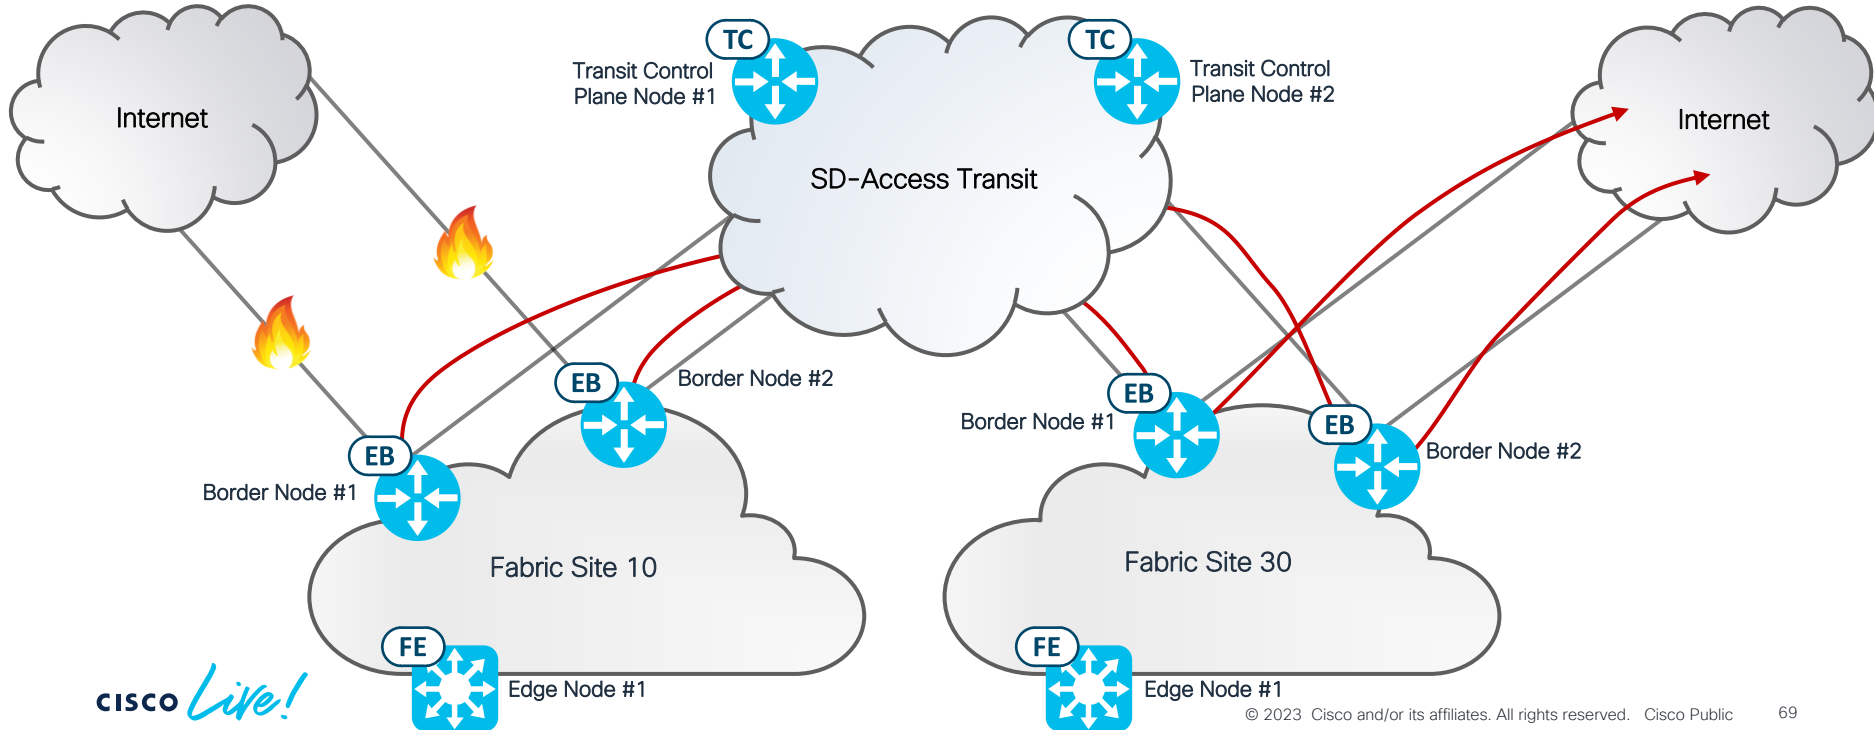 TC
TC
Transit Control
Plane Node #1
Transit Control
Plane Node #2
Internet
Internet
SD-Access Transit
EB
Border Node #2
EB
Border Node #1
EB
Border Node #1
EB
Border Node #2
Fabric Site 10
Fabric Site 30
FE
Edge Node #1
FE
Edge Node #1
CISCO Live!
© 2023 Cisco and/or its affiliates. All rights reserved. Cisco Public
69